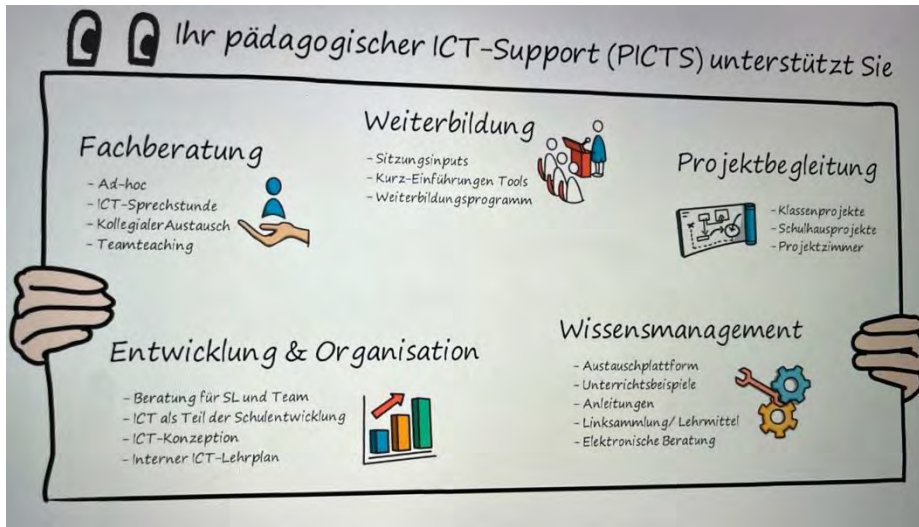 Ihr pädagogischer ICT-Support (PICTS) unterstützt Sie
Fachberatung
- Ad-hoc
- ICT-Sprechstunde
- Kollegialer Austausch
- Teamteaching
Weiterbildung
- Sitzungsinputs
- Kurz-Einführungen Tools
- Weiterbildungsprogramm
Projektbegleitung
- Klassenprojekte
- Schulhausprojekte
- Projektzimmer
Entwicklung & Organisation
- Beratung für SL und Team
- ICT als Teil der Schulentwicklung
- ICT-Konzeption
- Interner ICT-Lehrplan
Wissensmanagement
- Austauschplattform
- Unterrichtsbeispiele
- Anleitungen
- Linksammlung/ Lehrmittel
- Elektronische Beratung